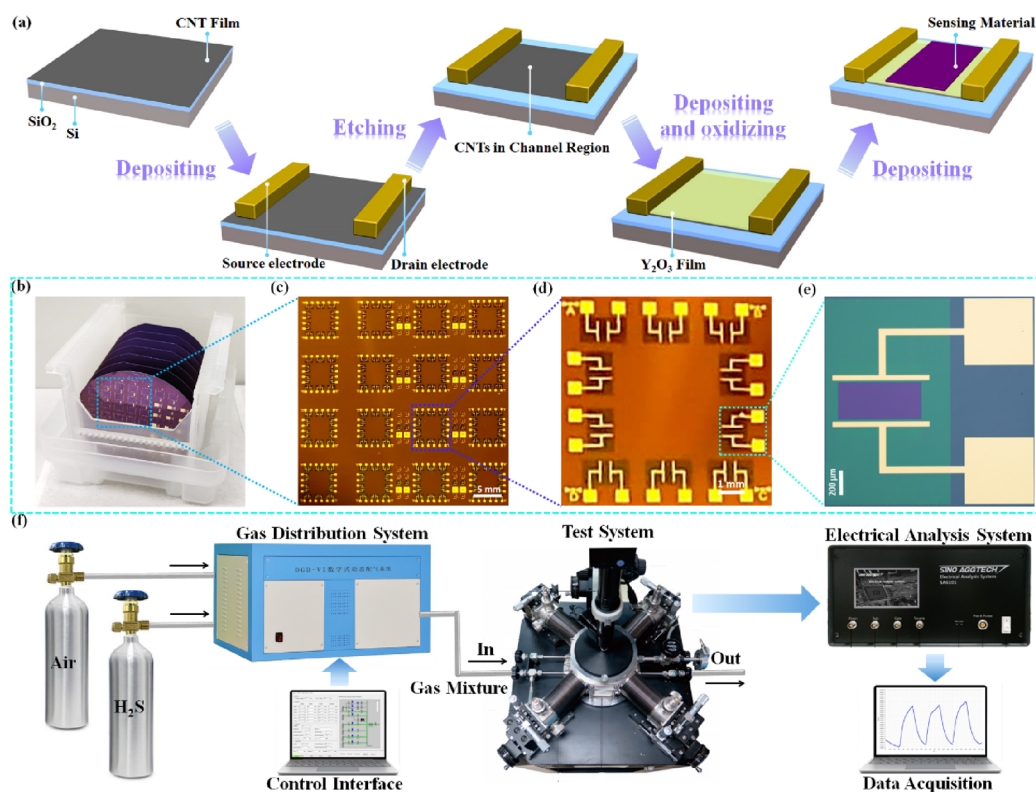 (a)
CNT Film
SiO₂
Si
Depositing
Source electrode
Drain electrode
Etching
CNTs in Channel Region
Depositing
and oxidizing
Y₂O₃ Film
Depositing
Sensing Material
(b)
(c)
5 mm
(d)
A
D
C
1 mm
(e)
200 μm
(f)
Air
H₂S
Gas Distribution System
Control Interface
Gas Mixture
In
Test System
Out
Electrical Analysis System
SINO AGGTECH
Electrical Analysis System
Data Acquisition